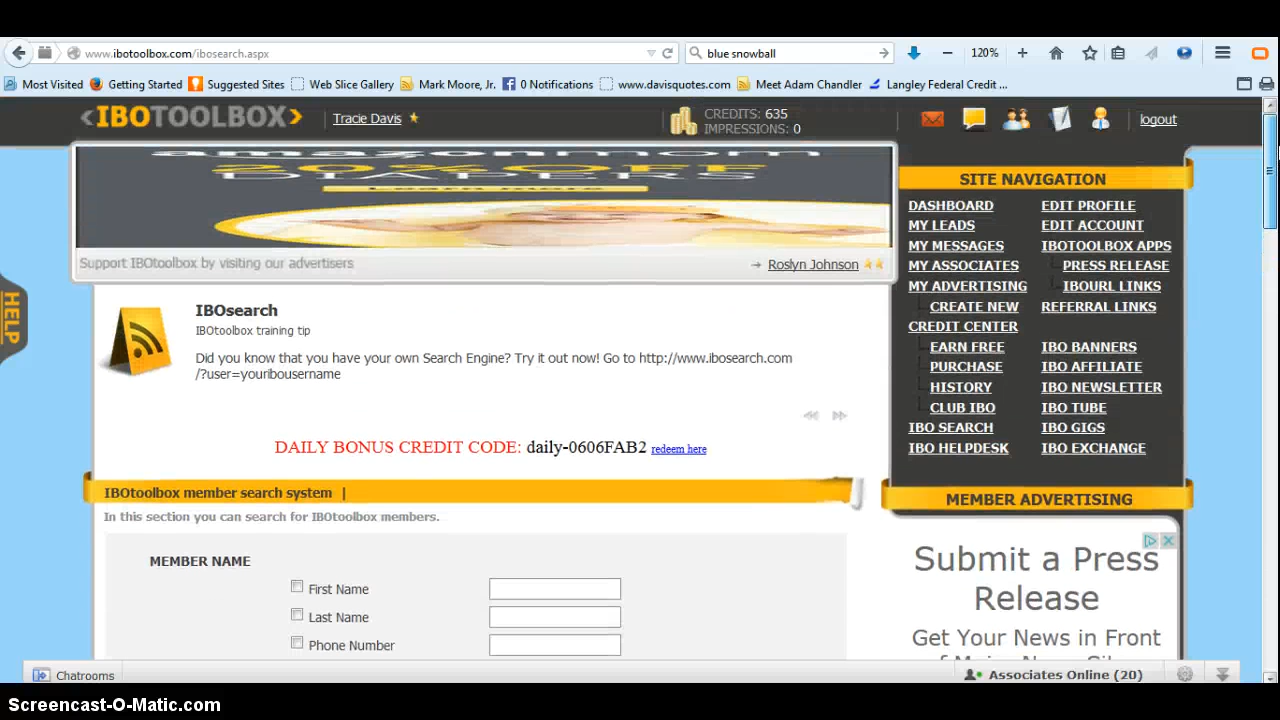 www.ibotoolbox.com/ibosearch.aspx
blue snowball
120%
Most Visited
Getting Started
Suggested Sites
Web Slice Gallery
Mark Moore, Jr.
0 Notifications
www.davisquotes.com
Meet Adam Chandler
Langley Federal Credit ...
<IBOTOOLBOX>
Tracie Davis
CREDITS: 635
IMPRESSIONS: 0
logout
amazonmom
20% OFF
DIAPERS
Learn more
Support IBOtoolbox by visiting our advertisers
→ Roslyn Johnson
SITE NAVIGATION
DASHBOARD
EDIT PROFILE
MY LEADS
EDIT ACCOUNT
MY MESSAGES
IBOTOOLBOX APPS
MY ASSOCIATES
PRESS RELEASE
MY ADVERTISING
IBOURL LINKS
CREATE NEW
REFERRAL LINKS
CREDIT CENTER
EARN FREE
IBO BANNERS
PURCHASE
IBO AFFILIATE
HISTORY
IBO NEWSLETTER
CLUB IBO
IBO TUBE
IBO SEARCH
IBO GIGS
IBO HELPDESK
IBO EXCHANGE
HELP
IBOsearch
IBOtoolbox training tip
Did you know that you have your own Search Engine? Try it out now! Go to http://www.ibosearch.com
/?user=youribousername
DAILY BONUS CREDIT CODE: daily-0606FAB2 redeem here
IBOtoolbox member search system |
In this section you can search for IBOtoolbox members.
MEMBER NAME
First Name
Last Name
Phone Number
MEMBER ADVERTISING
Submit a Press
Release
Get Your News in Front
Chatrooms
Associates Online (20)
Screencast-O-Matic.com